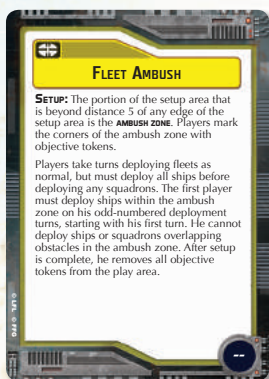 FLEET AMBUSH
SETUP: The portion of the setup area that
is beyond distance 5 of any edge of the
setup area is the AMBUSH ZONE. Players mark
the corners of the ambush zone with
objective tokens.
Players take turns deploying fleets as
normal, but must deploy all ships before
deploying any squadrons. The first player
must deploy ships within the ambush
zone on his odd-numbered deployment
turns, starting with his first turn. He cannot
deploy ships or squadrons overlapping
obstacles in the ambush zone. After setup
is complete, he removes all objective
tokens from the play area.
© LFL © FFG
--